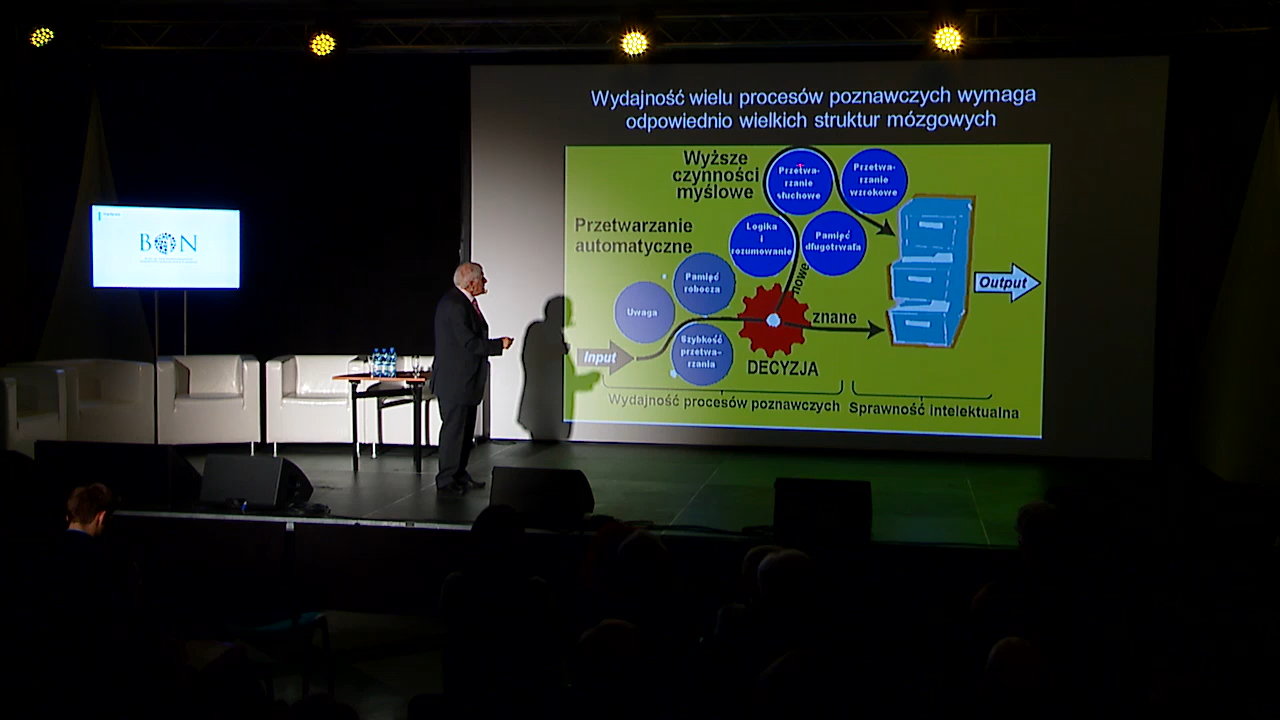 Wydajność wielu procesów poznawczych wymaga
odpowiednio wielkich struktur mózgowych
Wyższe
czynności
myślowe
Przetwa-
rzanie
słuchowe
Przetwa-
rzanie
wzrokowe
Przetwarzanie
automatyczne
Logika
i
rozumowanie
Pamięć
długotrwała
Pamięć
robocza
Uwaga
Szybkość
przetwa-
rzania
nowe
znane
DECYZJA
Input
Output
Wydajność procesów poznawczych
Sprawność intelektualna
BON